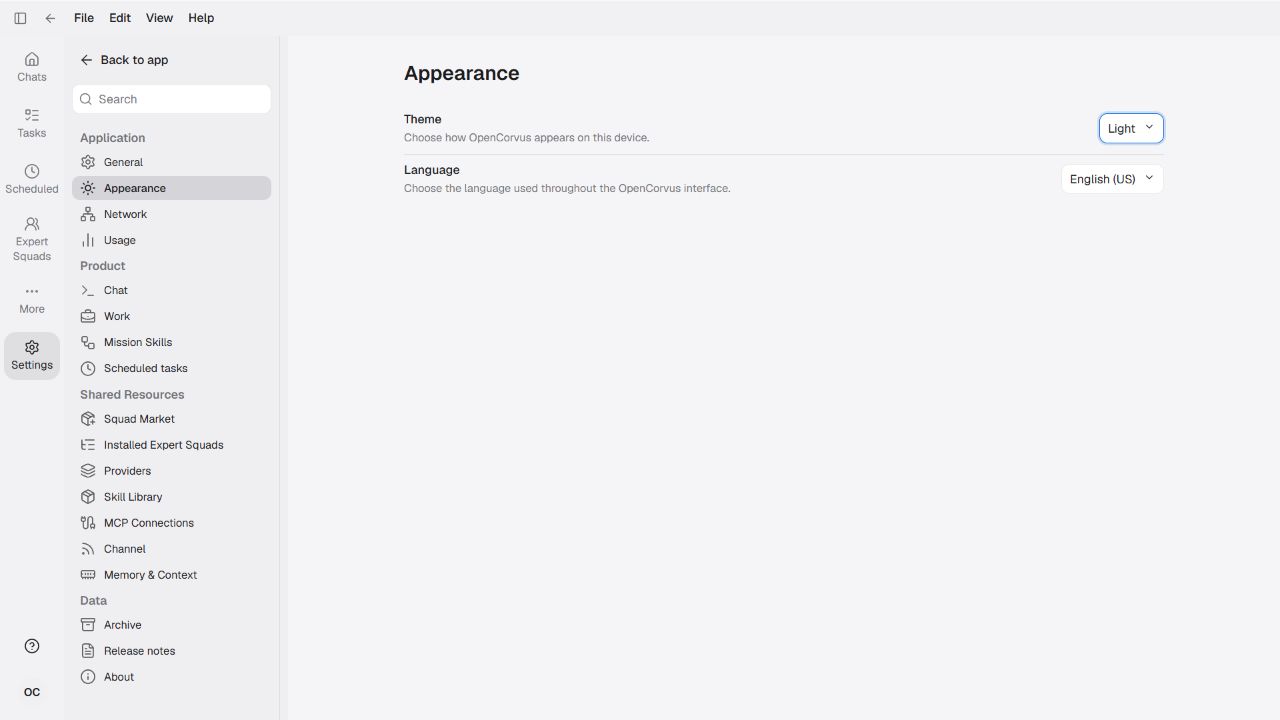 File Edit View Help
Chats
Tasks
Scheduled
Expert
Squads
More
Settings
OC
Back to app
Search
Application
General
Appearance
Network
Usage
Product
Chat
Work
Mission Skills
Scheduled tasks
Shared Resources
Squad Market
Installed Expert Squads
Providers
Skill Library
MCP Connections
Channel
Memory & Context
Data
Archive
Release notes
About
Appearance
Theme
Choose how OpenCorvus appears on this device.
Light
Language
Choose the language used throughout the OpenCorvus interface.
English (US)